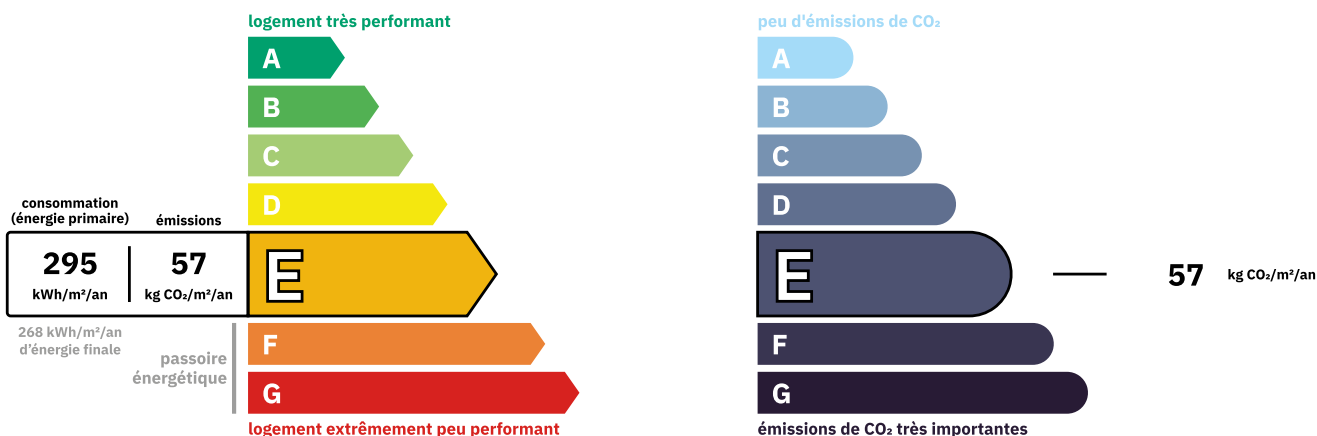 logement très performant
A
B
C
D
consommation
(énergie primaire)
émissions
295
kWh/m²/an
57
kg CO₂/m²/an
E
268 kWh/m²/an
d'énergie finale
passoire
énergétique
F
G
logement extrêmement peu performant
peu d'émissions de CO₂
A
B
C
D
E
57 kg CO₂/m²/an
F
G
émissions de CO₂ très importantes